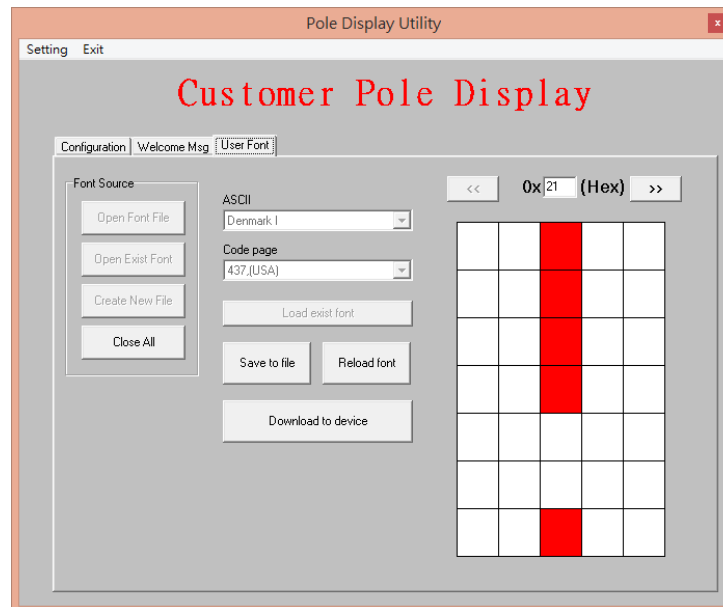 Pole Display Utility
x
Setting Exit
Customer Pole Display
Configuration Welcome Msg User Font
Font Source
Open Font File
Open Exist Font
Create New File
Close All
ASCII
Denmark I
Code page
437,(USA)
Load exist font
Save to file Reload font
Download to device
<< 0x 21 (Hex) >>